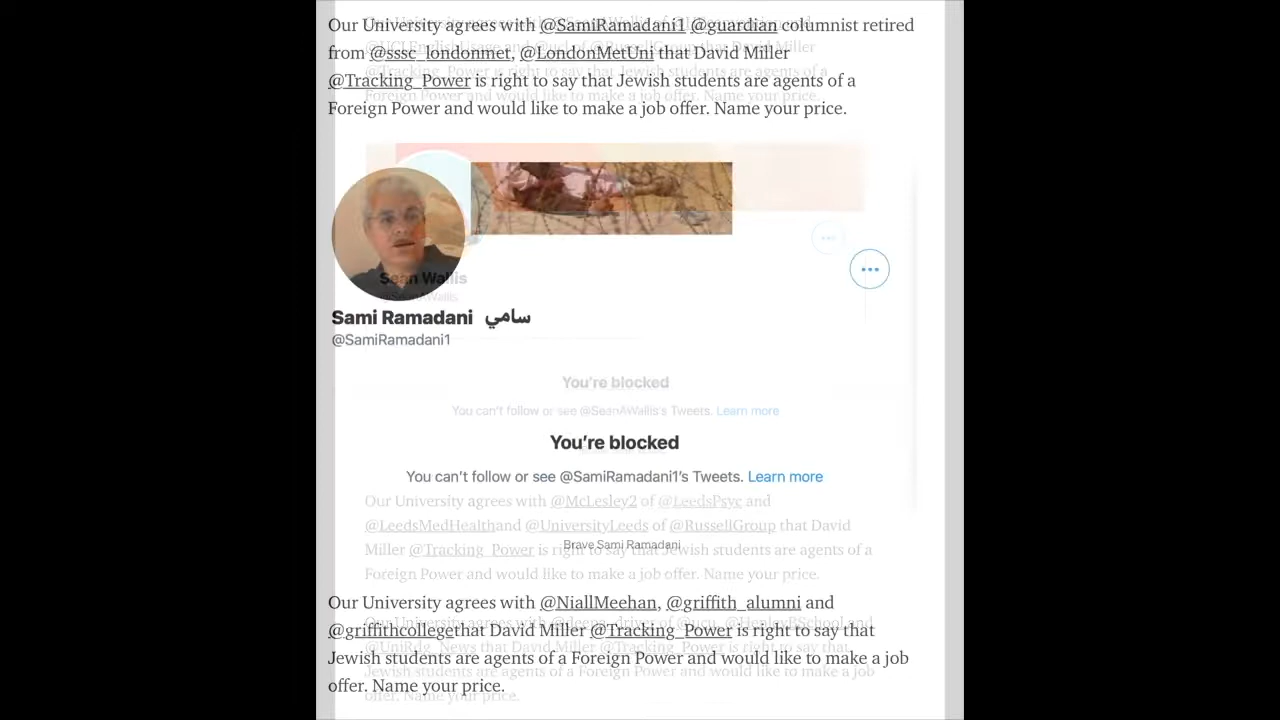 Our University agrees with @SamiRamadani1 @guardian columnist retired
from @sssc_londonmet, @LondonMetUni that David Miller
@Tracking_Power is right to say that Jewish students are agents of a
Foreign Power and would like to make a job offer. Name your price.
Sean Wallis
@SeanAWallis
Sami Ramadani سامي
@SamiRamadani1
You're blocked
You can't follow or see @SeanAWallis's Tweets. Learn more
You're blocked
You can't follow or see @SamiRamadani1's Tweets. Learn more
Our University agrees with @McLesley2 of @LeedsPsyc and
@LeedsMedHealthand @UniversityLeeds of @RussellGroup that David
Brave Sami Ramadani
Miller @Tracking_Power is right to say that Jewish students are agents of a
Foreign Power and would like to make a job offer. Name your price.
Our University agrees with @NiallMeehan, @griffith_alumni and
@griffithcollegethat David Miller @Tracking_Power is right to say that
Jewish students are agents of a Foreign Power and would like to make a job
offer. Name your price.